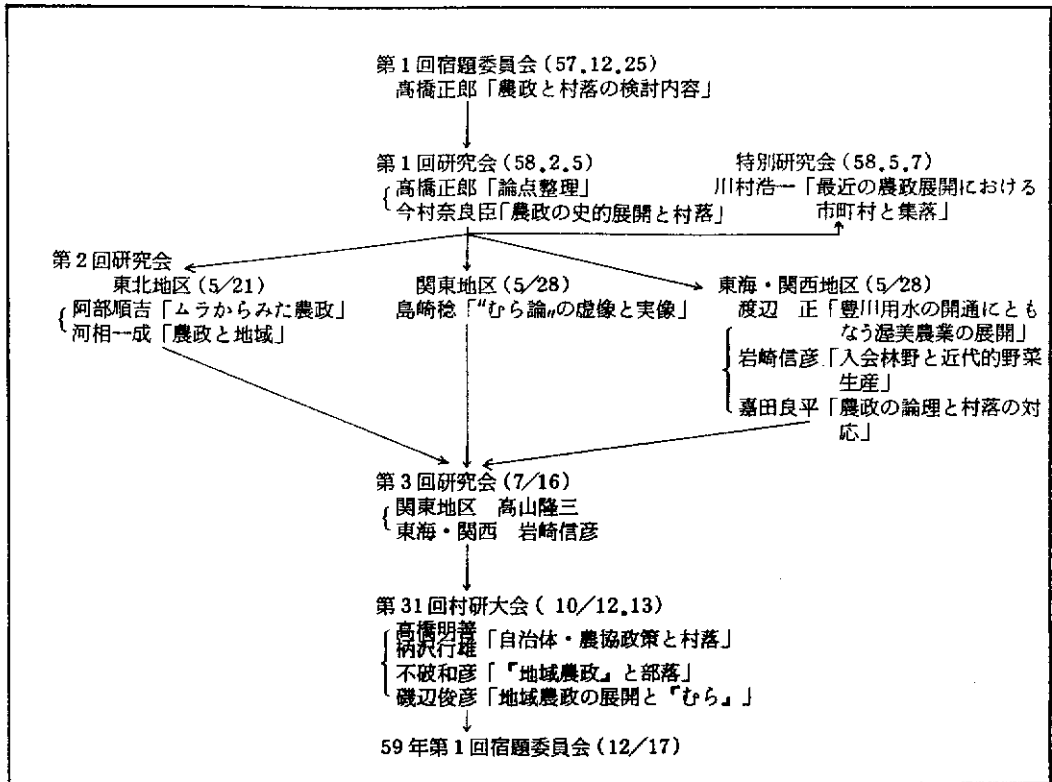 第1回宿題委員会(57.12.25)
高橋正郎「農政と村落の検討内容」
第1回研究会(58.2.5)
高橋正郎「論点整理」
今村奈良臣「農政の史的展開と村落」
特別研究会(58.5.7)
川村浩一「最近の農政展開における
市町村と集落」
第2回研究会
東北地区(5/21)
阿部順吉「ムラからみた農政」
河相一成「農政と地域」
関東地区(5/28)
島崎稔「〝むら論〟の虚像と実像」
東海・関西地区(5/28)
渡辺 正「豊川用水の開通にとも
なう渥美農業の展開」
岩崎信彦「入会林野と近代的野菜
生産」
嘉田良平「農政の論理と村落の対
応」
第3回研究会(7/16)
関東地区 高山隆三
東海・関西 岩崎信彦
第31回村研大会( 10/12.13)
高橋明善
柄沢行雄「自治体・農協政策と村落」
不破和彦「『地域農政』と部落」
磯辺俊彦「地域農政の展開と『むら』」
59年第1回宿題委員会(12/17)